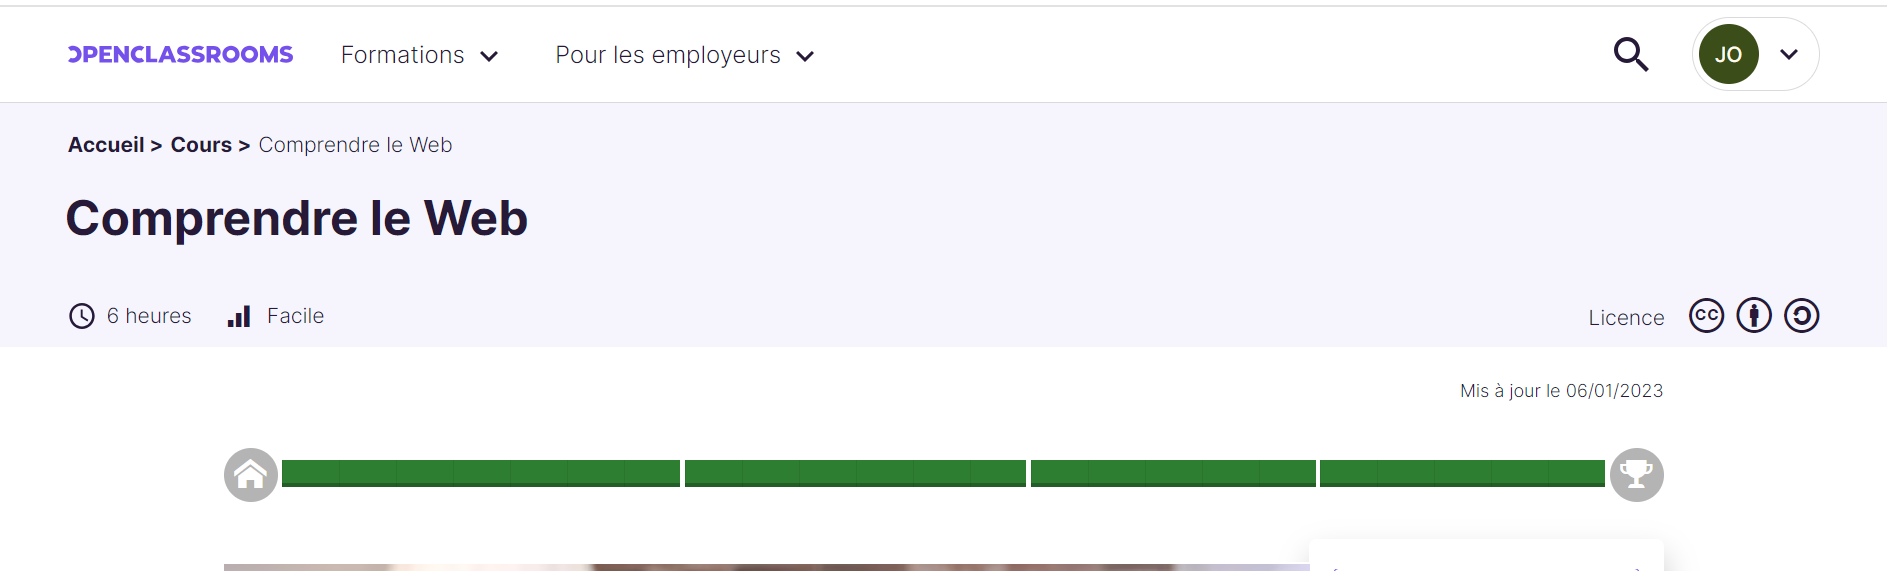 OPENCLASSROOMS Formations Pour les employeurs JO
Accueil > Cours > Comprendre le Web
Comprendre le Web
6 heures Facile Licence CC
Mis à jour le 06/01/2023